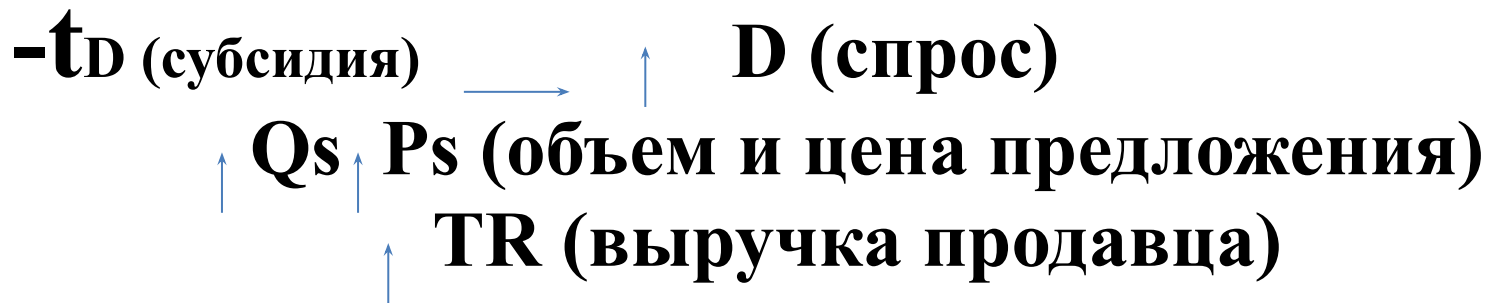 -tD (субсидия) D (спрос)
Qs Ps (объем и цена предложения)
TR (выручка продавца)